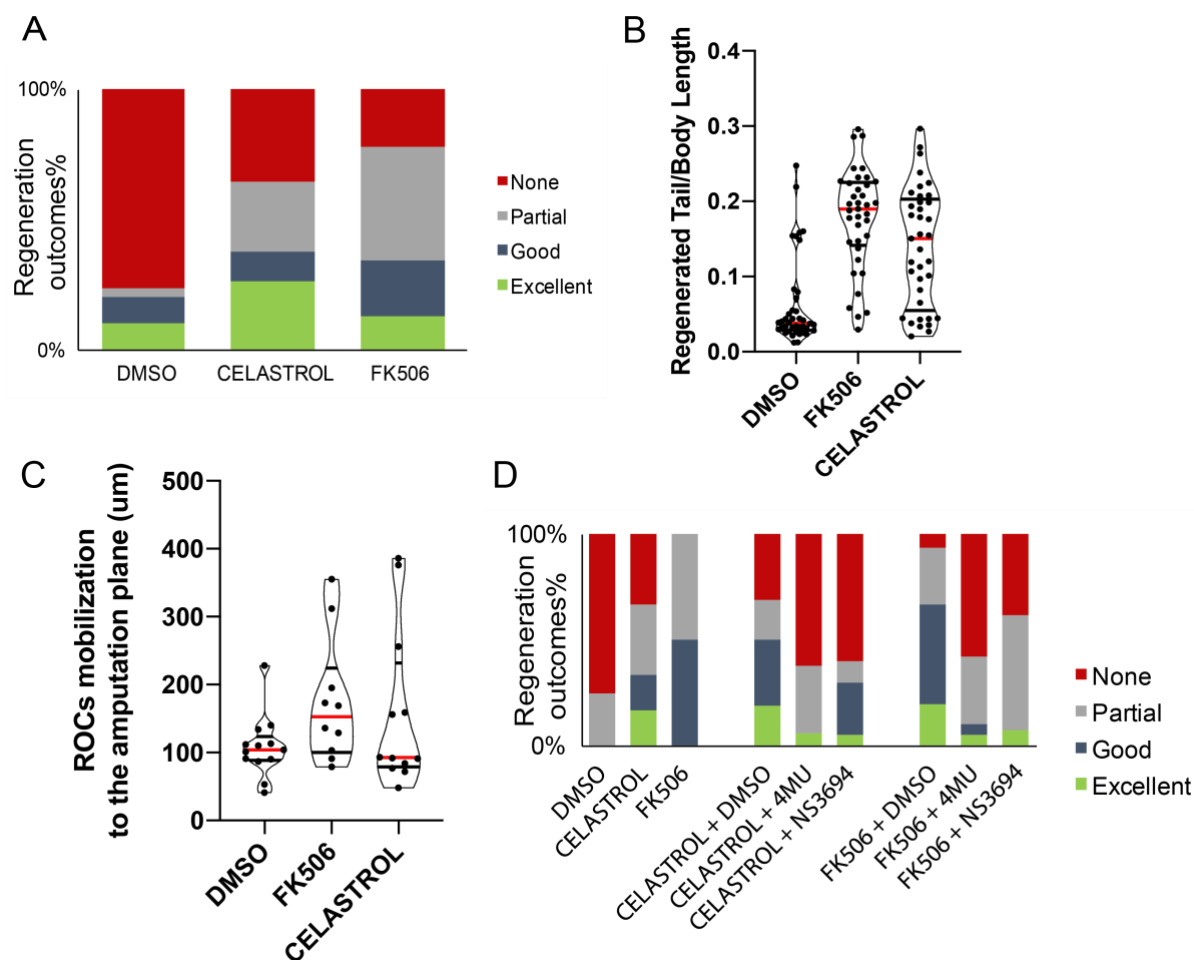 A
100%
0%
Regeneration
outcomes%
DMSO
CELASTROL
FK506
None
Partial
Good
Excellent
B
Regenerated Tail/Body Length
0.4
0.3
0.2
0.1
0.0
DMSO
FK506
CELASTROL
C
ROCs mobilization
to the amputation plane (um)
500
400
300
200
100
0
DMSO
FK506
CELASTROL
D
Regeneration
outcomes%
100%
0%
DMSO
CELASTROL
FK506
CELASTROL + DMSO
CELASTROL + 4MU
CELASTROL + NS3694
FK506 + DMSO
FK506 + 4MU
FK506 + NS3694
None
Partial
Good
Excellent